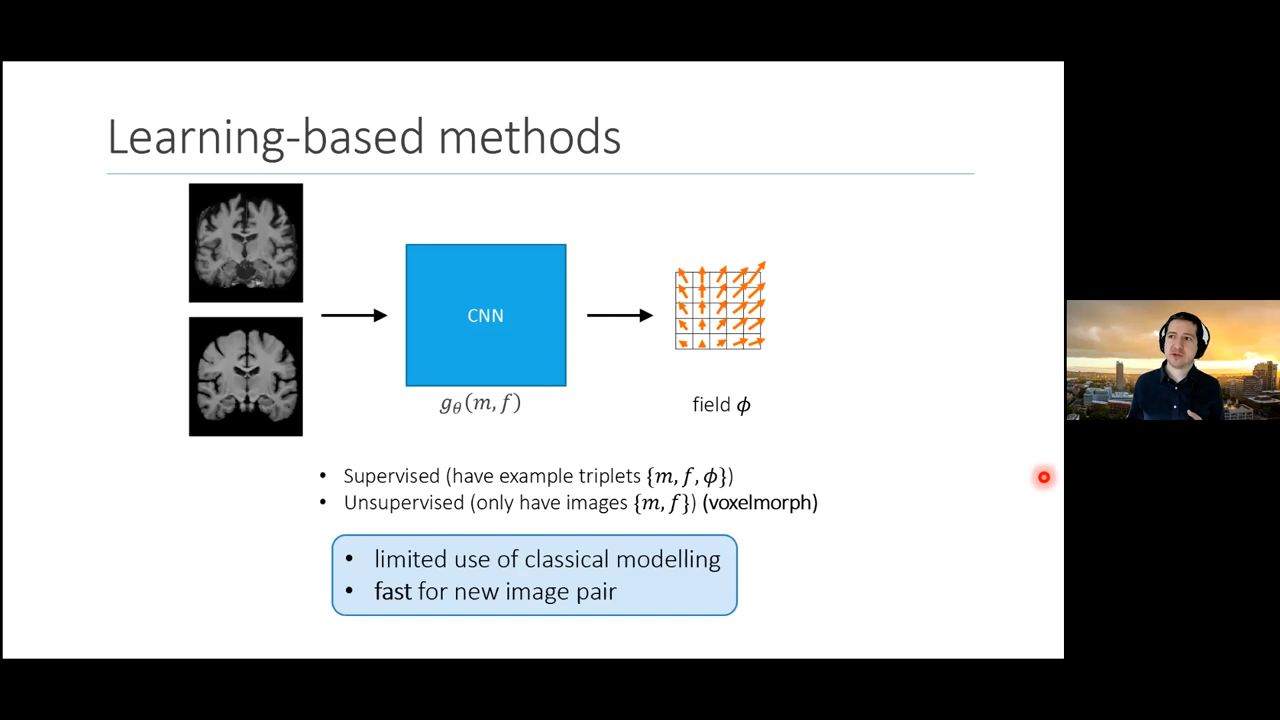 Learning-based methods
CNN
g_θ(m, f)
field ϕ
• Supervised (have example triplets {m, f, ϕ})
• Unsupervised (only have images {m, f}) (voxelmorph)
• limited use of classical modelling
• fast for new image pair